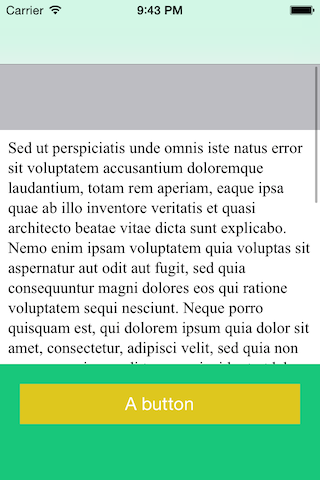 Carrier 9:43 PM
Sed ut perspiciatis unde omnis iste natus error
sit voluptatem accusantium doloremque
laudantium, totam rem aperiam, eaque ipsa
quae ab illo inventore veritatis et quasi
architecto beatae vitae dicta sunt explicabo.
Nemo enim ipsam voluptatem quia voluptas sit
aspernatur aut odit aut fugit, sed quia
consequuntur magni dolores eos qui ratione
voluptatem sequi nesciunt. Neque porro
quisquam est, qui dolorem ipsum quia dolor sit
amet, consectetur, adipisci velit, sed quia non
A button